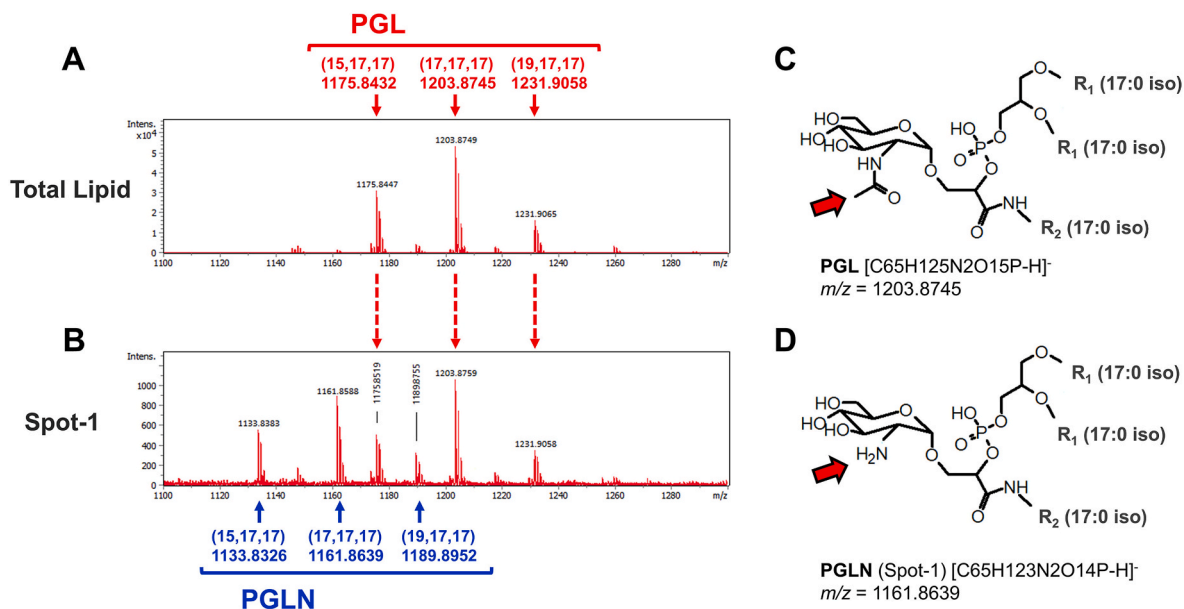 PGL
A
(15,17,17) (17,17,17) (19,17,17)
1175.8432 1203.8745 1231.9058
Total Lipid
Intens.
x10⁴
5
4
3
2
1
0
1175.8447
1203.8749
1231.9065
1100 1120 1140 1160 1180 1200 1220 1240 1260 1280 m/z
B
Spot-1
Intens.
1000
800
600
400
200
0
1133.8383
1161.8588
1175.8519
1189.8755
1203.8759
1231.9058
1100 1120 1140 1160 1180 1200 1220 1240 1260 1280 m/z
(15,17,17) (17,17,17) (19,17,17)
1133.8326 1161.8639 1189.8952
PGLN
C
O R₁ (17:0 iso)
O R₁ (17:0 iso)
HO
HO
HO
O
HN
O
O
HO
P
O
O
O
O
NH
R₂ (17:0 iso)
PGL [C65H125N2O15P-H]⁻
m/z = 1203.8745
D
O R₁ (17:0 iso)
O R₁ (17:0 iso)
HO
HO
HO
O
H₂N
O
HO
P
O
O
O
O
NH
R₂ (17:0 iso)
PGLN (Spot-1) [C65H123N2O14P-H]⁻
m/z = 1161.8639